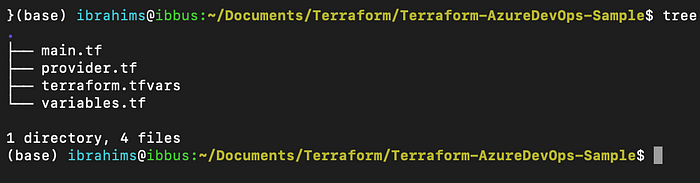 }(base) ibrahims@ibbus:~/Documents/Terraform/Terraform-AzureDevOps-Sample$ tree
.
├── main.tf
├── provider.tf
├── terraform.tfvars
└── variables.tf
1 directory, 4 files
(base) ibrahims@ibbus:~/Documents/Terraform/Terraform-AzureDevOps-Sample$